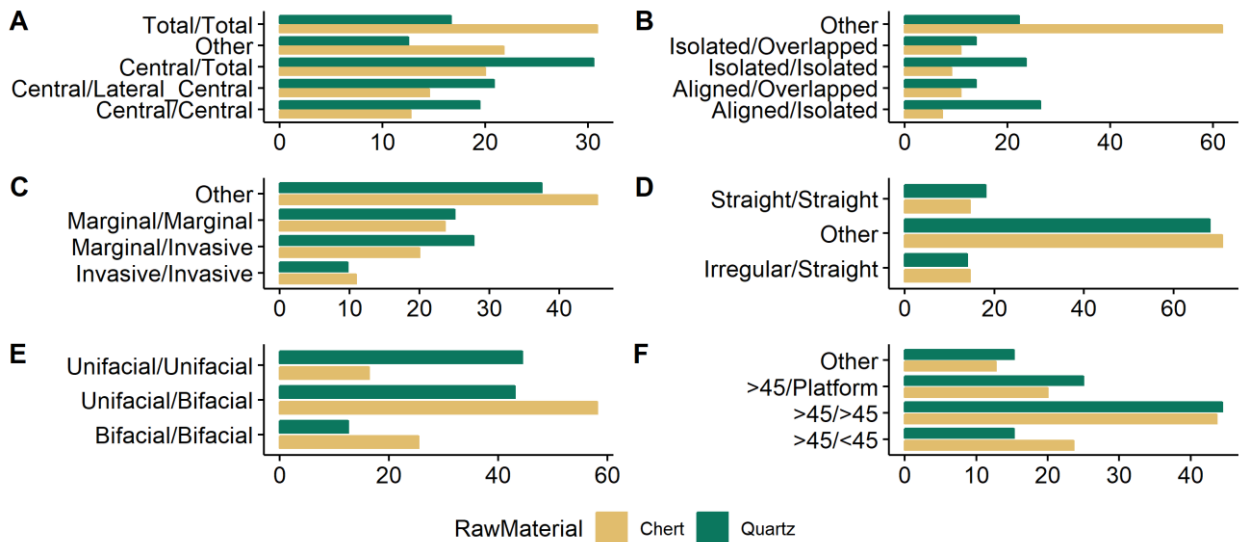 A
Total/Total
Other
Central/Total
Central/Lateral_Central
Central/Central
0 10 20 30
B
Other
Isolated/Overlapped
Isolated/Isolated
Aligned/Overlapped
Aligned/Isolated
0 20 40 60
C
Other
Marginal/Marginal
Marginal/Invasive
Invasive/Invasive
0 10 20 30 40
D
Straight/Straight
Other
Irregular/Straight
0 20 40 60
E
Unifacial/Unifacial
Unifacial/Bifacial
Bifacial/Bifacial
0 20 40 60
F
Other
>45/Platform
>45/>45
>45/<45
0 10 20 30 40
RawMaterial Chert Quartz